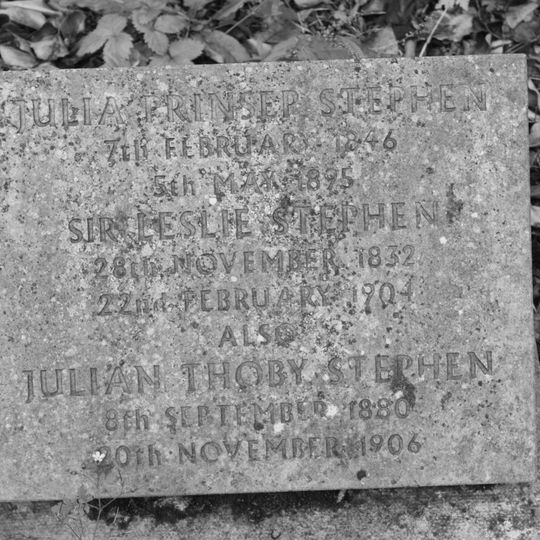 JULIA PRINSEP STEPHEN
7th FEBRUARY 1846
5th MAY 1895
SIR LESLIE STEPHEN
28th NOVEMBER 1832
22nd FEBRUARY 1904
ALSO
JULIAN THOBY STEPHEN
8th SEPTEMBER 1880
20th NOVEMBER 1906